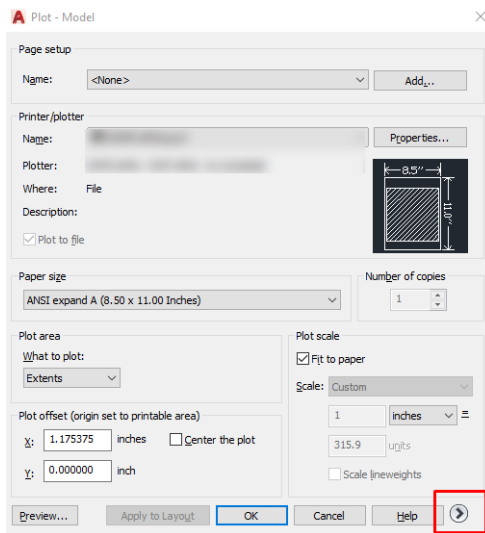 Plot - Model
Page setup
Name: <None> Add...
Printer/plotter
Name: Properties...
Plotter:
Where: File
Description:
Plot to file
8.5″
11.0″
Paper size
ANSI expand A (8.50 x 11.00 Inches)
Number of copies
1
Plot area
What to plot:
Extents
Plot scale
Fit to paper
Scale: Custom
1 inches =
315.9 units
Scale lineweights
Plot offset (origin set to printable area)
X: 1.175375 inches Center the plot
Y: 0.000000 inch
Preview... Apply to Layout OK Cancel Help